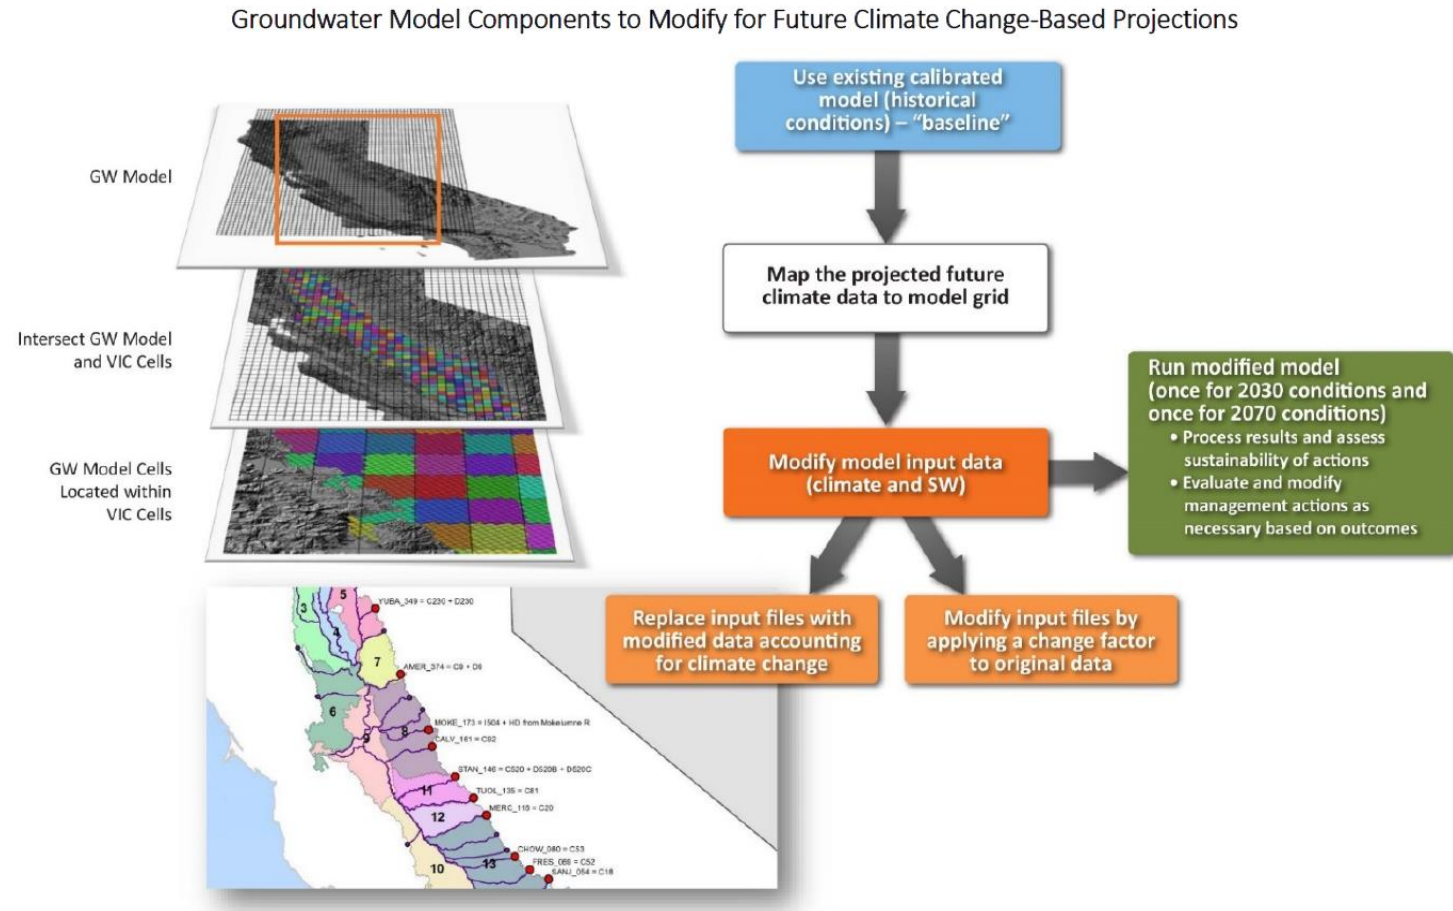 Groundwater Model Components to Modify for Future Climate Change-Based Projections
GW Model
Intersect GW Model
and VIC Cells
GW Model Cells
Located within
VIC Cells
Use existing calibrated
model (historical
conditions) – “baseline”
Map the projected future
climate data to model grid
Modify model input data
(climate and SW)
Run modified model
(once for 2030 conditions and
once for 2070 conditions)
• Process results and assess
sustainability of actions
• Evaluate and modify
management actions as
necessary based on outcomes
Replace input files with
modified data accounting
for climate change
Modify input files by
applying a change factor
to original data
3
5
4
7
6
8
9
11
12
13
10
YUBA_349 = C230 + D230
AMER_374 = C9 + D8
MOKE_173 = I504 + HD from Mokelumne R
CALV_161 = C92
STAN_146 = C520 + D520B + D520C
TUOL_135 = C81
MERC_116 = C20
CHOW_080 = C53
FRES_068 = C52
SANJ_054 = C18